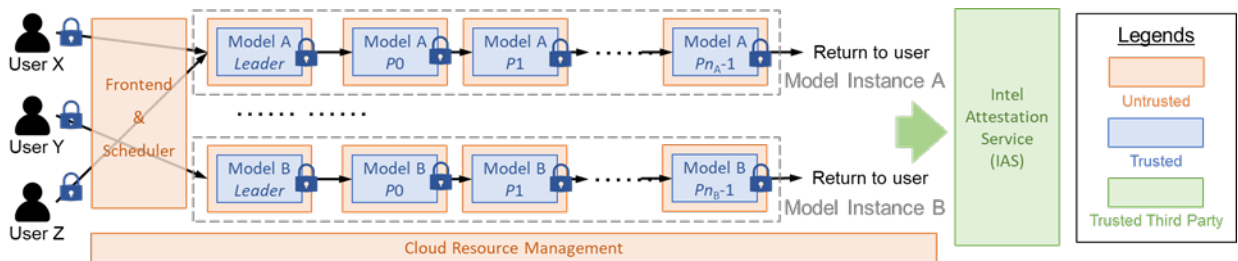 User X
User Y
User Z
Frontend
&
Scheduler
Model A
Leader
Model A
P0
Model A
P1
......
Model A
Pn_A-1
Return to user
Model Instance A
...... ......
Model B
Leader
Model B
P0
Model B
P1
......
Model B
Pn_B-1
Return to user
Model Instance B
Cloud Resource Management
Intel
Attestation
Service
(IAS)
Legends
Untrusted
Trusted
Trusted Third Party